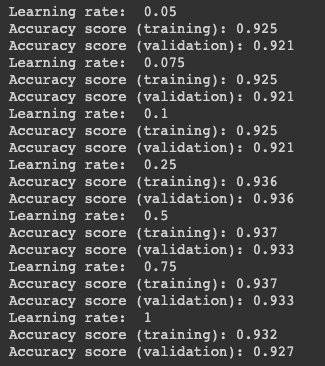 Learning rate:  0.05
Accuracy score (training): 0.925
Accuracy score (validation): 0.921
Learning rate:  0.075
Accuracy score (training): 0.925
Accuracy score (validation): 0.921
Learning rate:  0.1
Accuracy score (training): 0.925
Accuracy score (validation): 0.921
Learning rate:  0.25
Accuracy score (training): 0.936
Accuracy score (validation): 0.936
Learning rate:  0.5
Accuracy score (training): 0.937
Accuracy score (validation): 0.933
Learning rate:  0.75
Accuracy score (training): 0.937
Accuracy score (validation): 0.933
Learning rate:  1
Accuracy score (training): 0.932
Accuracy score (validation): 0.927